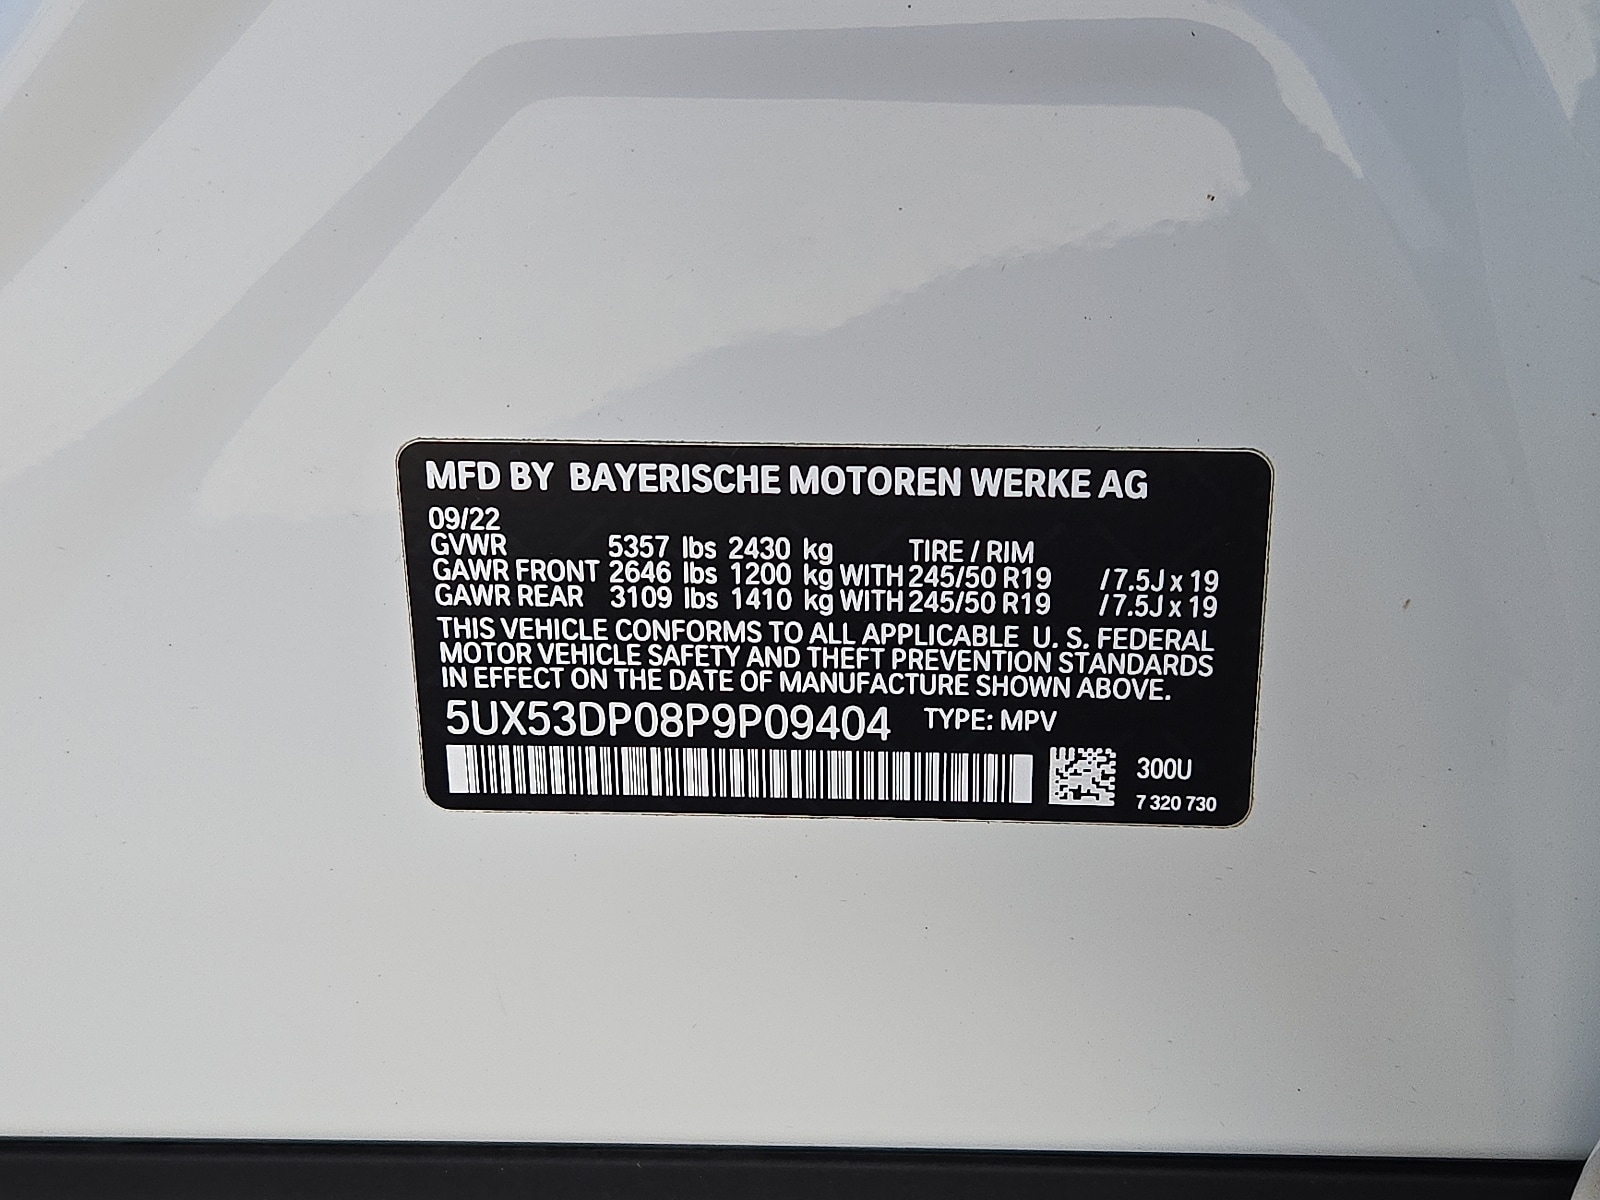 MFD BY BAYERISCHE MOTOREN WERKE AG
09/22
GVWR 5357 lbs 2430 kg TIRE / RIM
GAWR FRONT 2646 lbs 1200 kg WITH 245/50 R19 / 7.5J x 19
GAWR REAR 3109 lbs 1410 kg WITH 245/50 R19 / 7.5J x 19
THIS VEHICLE CONFORMS TO ALL APPLICABLE U. S. FEDERAL
MOTOR VEHICLE SAFETY AND THEFT PREVENTION STANDARDS
IN EFFECT ON THE DATE OF MANUFACTURE SHOWN ABOVE.
5UX53DP08P9P09404 TYPE: MPV
300U
7 320 730